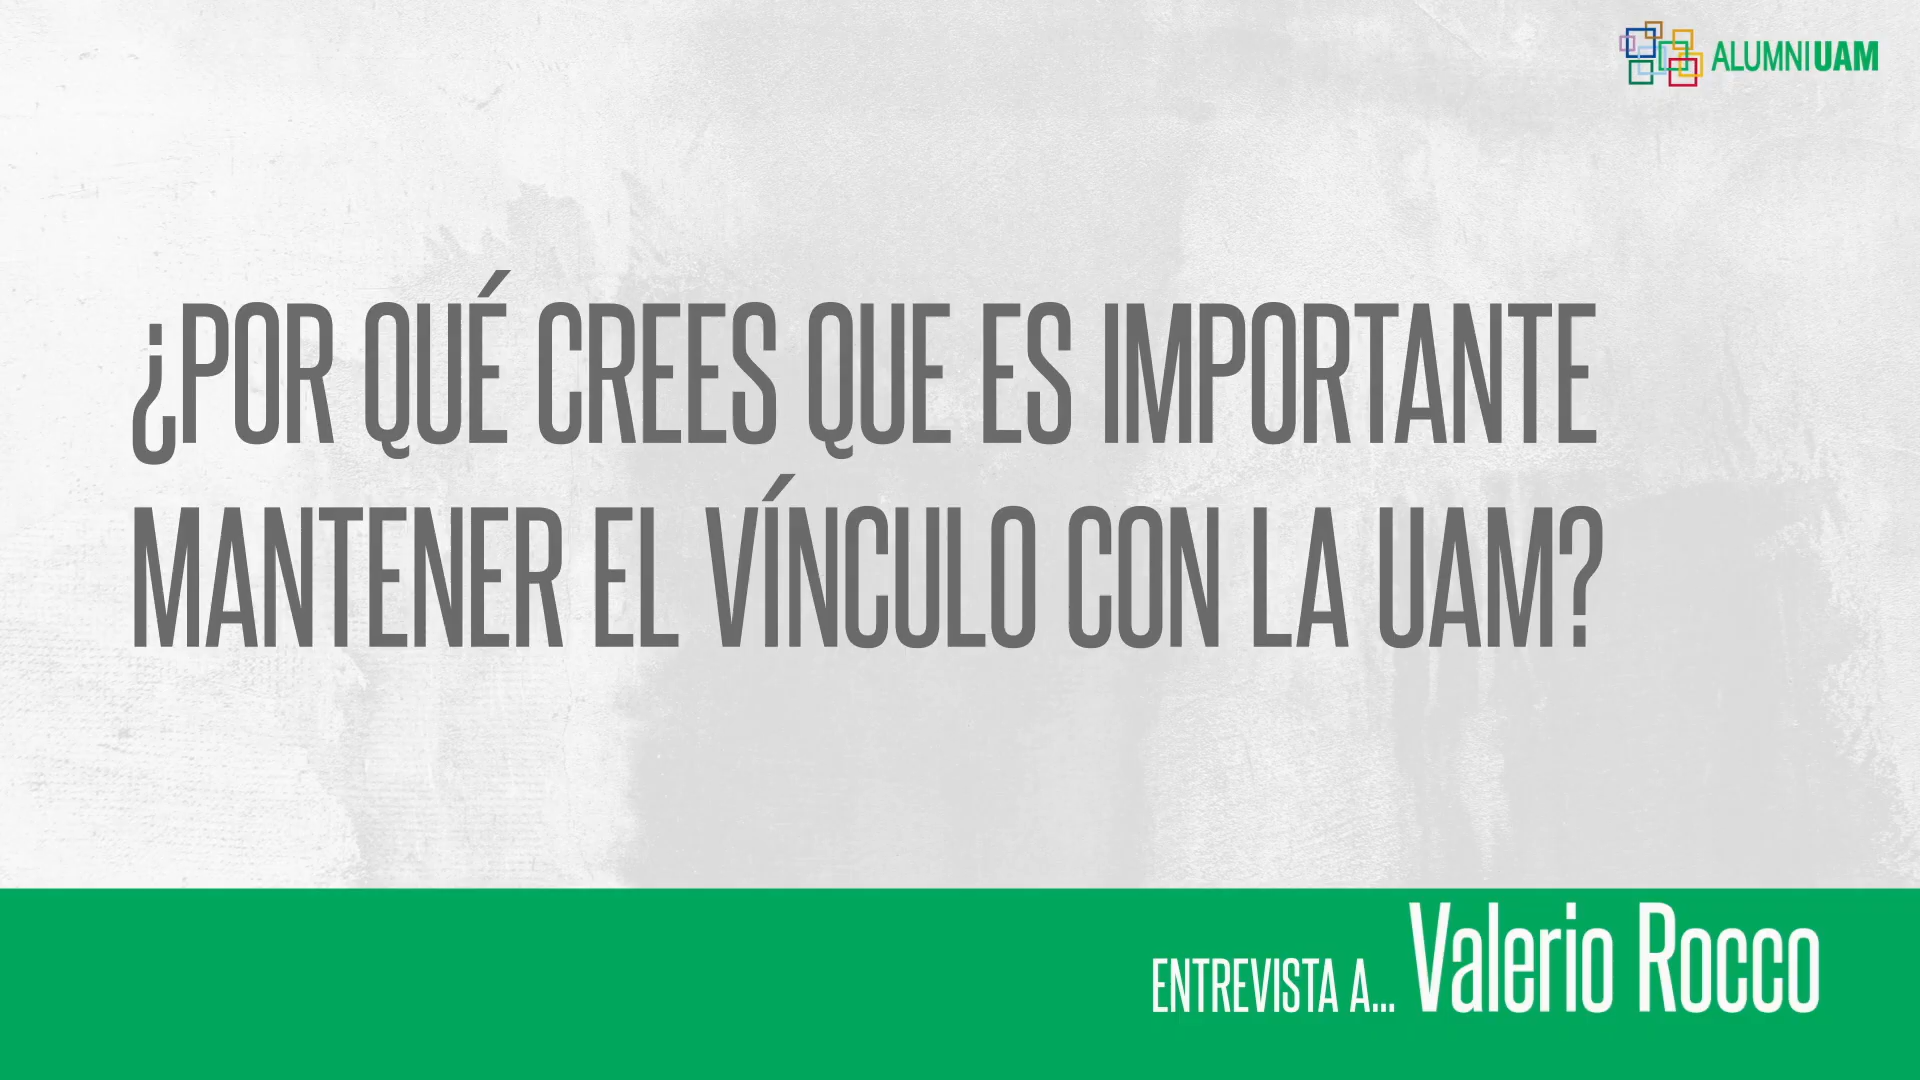 ALUMNIUAM
¿POR QUÉ CREES QUE ES IMPORTANTE
MANTENER EL VÍNCULO CON LA UAM?
ENTREVISTA A... Valerio Rocco